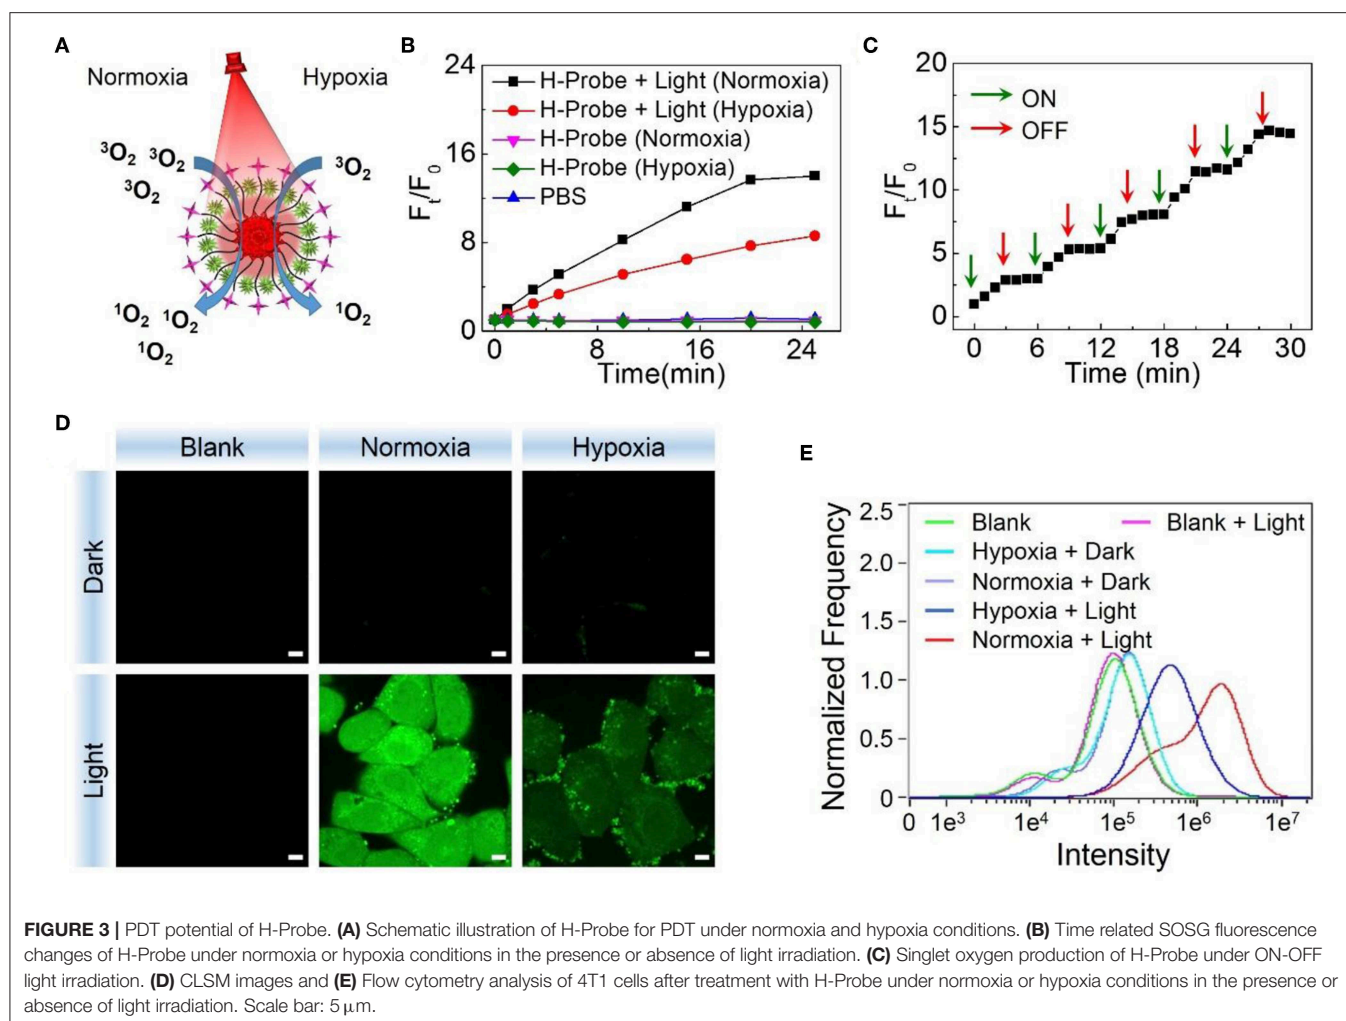 A
Normoxia
Hypoxia
³O₂ ³O₂
³O₂
³O₂
¹O₂ ¹O₂
¹O₂
¹O₂
B
24
16
8
0
Fₜ/F₀
H-Probe + Light (Normoxia)
H-Probe + Light (Hypoxia)
H-Probe (Normoxia)
H-Probe (Hypoxia)
PBS
0 8 16 24
Time(min)
C
20
15
10
5
0
Fₜ/F₀
ON
OFF
0 6 12 18 24 30
Time (min)
D
Blank Normoxia Hypoxia
Dark
Light
E
2.5
2.0
1.5
1.0
0.5
0
Normalized Frequency
Blank
Blank + Light
Hypoxia + Dark
Normoxia + Dark
Hypoxia + Light
Normoxia + Light
0 1e3 1e4 1e5 1e6 1e7
Intensity
FIGURE 3 | PDT potential of H-Probe. (A) Schematic illustration of H-Probe for PDT under normoxia and hypoxia conditions. (B) Time related SOSG fluorescence
changes of H-Probe under normoxia or hypoxia conditions in the presence or absence of light irradiation. (C) Singlet oxygen production of H-Probe under ON-OFF
light irradiation. (D) CLSM images and (E) Flow cytometry analysis of 4T1 cells after treatment with H-Probe under normoxia or hypoxia conditions in the presence or
absence of light irradiation. Scale bar: 5 μm.